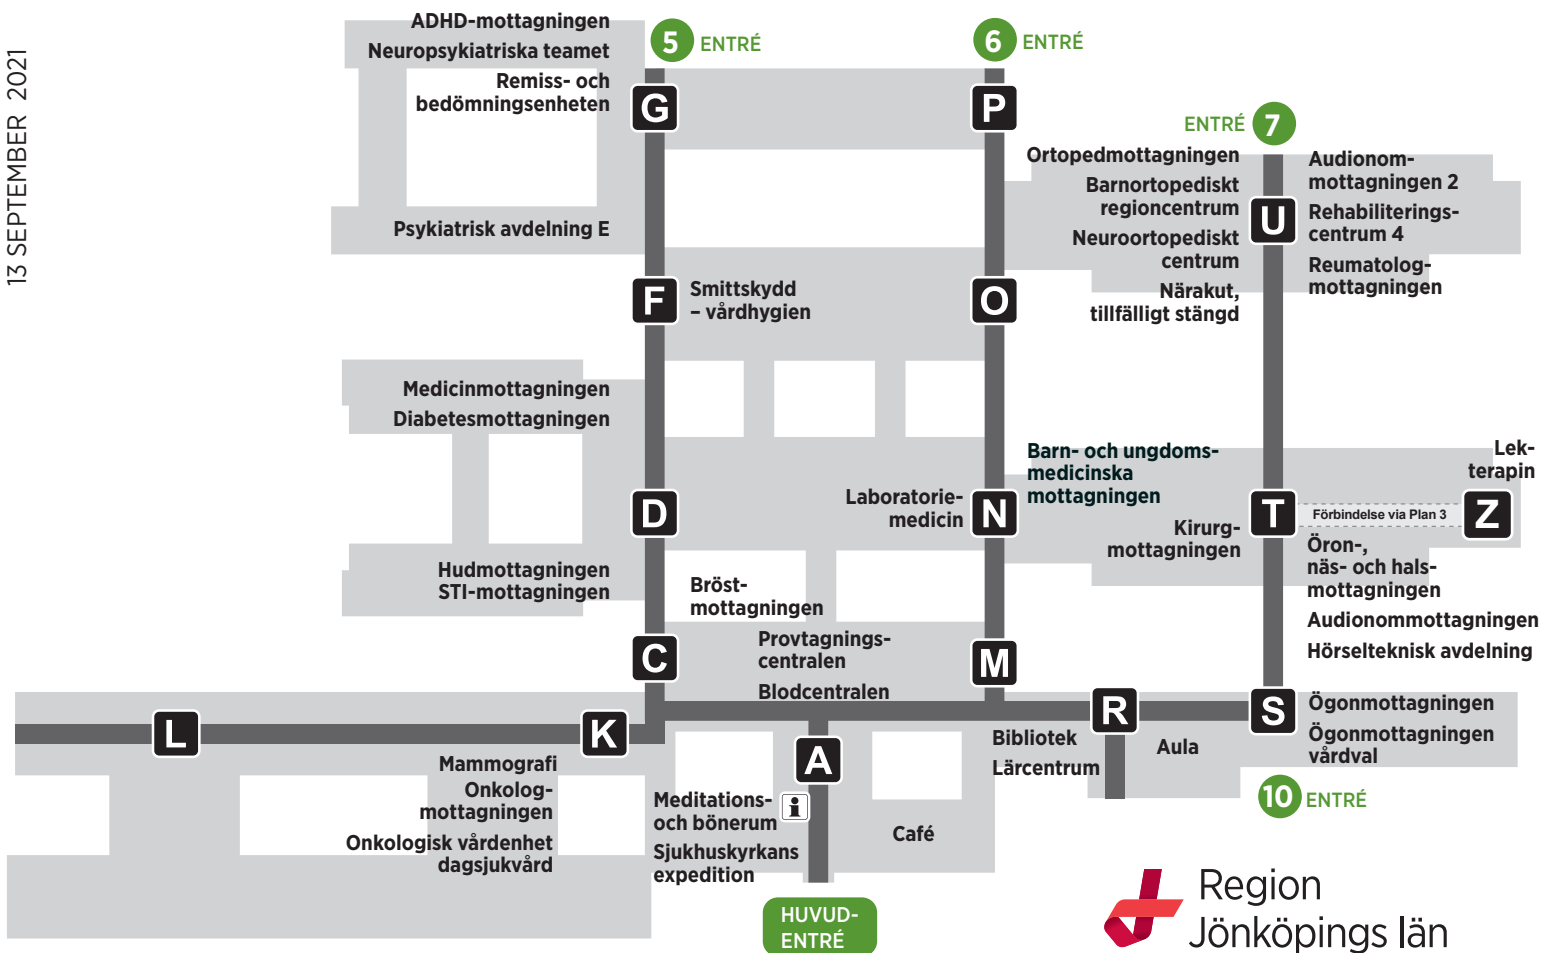 13 SEPTEMBER 2021
ADHD-mottagningen
Neuropsykiatriska teamet
Remiss- och
bedömningsenheten
5 ENTRÉ
6 ENTRÉ
G
P
ENTRÉ 7
Ortopedmottagningen
Barnortopediskt
regioncentrum
Neuroortopediskt
centrum
Närakut,
tillfälligt stängd
U
Audionom-
mottagningen 2
Rehabiliterings-
centrum 4
Reumatolog-
mottagningen
Psykiatrisk avdelning E
F
Smittskydd
– vårdhygien
O
Medicinmottagningen
Diabetesmottagningen
D
Laboratorie-
medicin
N
Barn- och ungdoms-
medicinska
mottagningen
Kirurg-
mottagningen
T
Förbindelse via Plan 3
Z
Lek-
terapin
Öron-,
näs- och hals-
mottagningen
Audionommottagningen
Hörselteknisk avdelning
Hudmottagningen
STI-mottagningen
Bröst-
mottagningen
C
Provtagnings-
centralen
Blodcentralen
M
L
K
A
R
S
Ögonmottagningen
Ögonmottagningen
vårdval
Mammografi
Onkolog-
mottagningen
Onkologisk vårdenhet
dagsjukvård
Meditations-
och bönerum
i
Sjukhuskyrkans
expedition
Café
Bibliotek
Lärcentrum
Aula
10 ENTRÉ
HUVUD-
ENTRÉ
Region
Jönköpings län